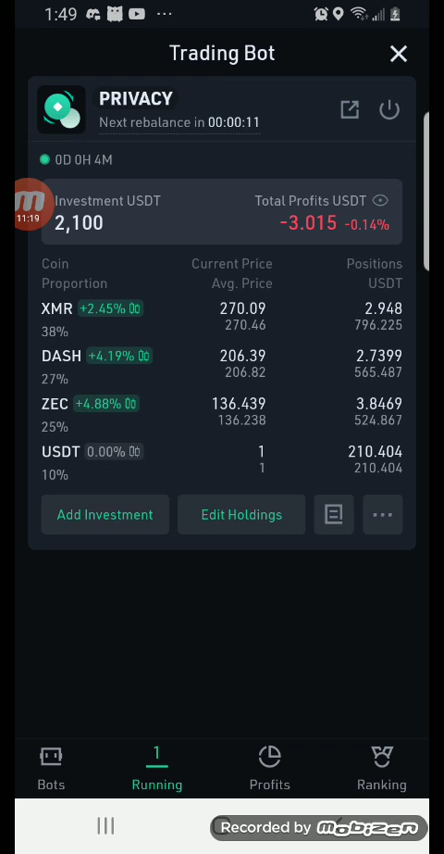 1:49
Trading Bot
PRIVACY
Next rebalance in 00:00:11
0D 0H 4M
11:19
Investment USDT Total Profits USDT
2,100 -3.015 -0.14%
Coin Current Price Positions
Proportion Avg. Price USDT
XMR +2.45% 270.09 2.948
38% 270.46 796.225
DASH +4.19% 206.39 2.7399
27% 206.82 565.487
ZEC +4.88% 136.439 3.8469
25% 136.238 524.867
USDT 0.00% 1 210.404
10% 1 210.404
Add Investment Edit Holdings
1
Bots Running Profits Ranking
Recorded by mobizen